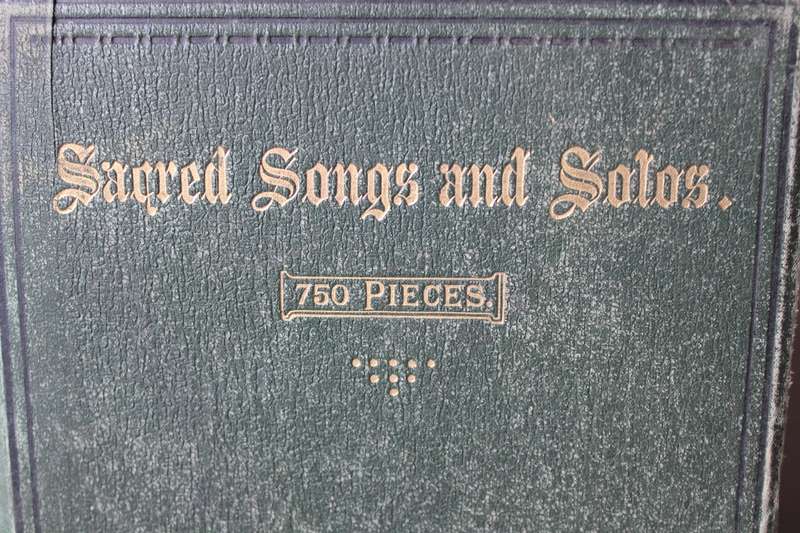 Sacred Songs and Solos.
750 PIECES.